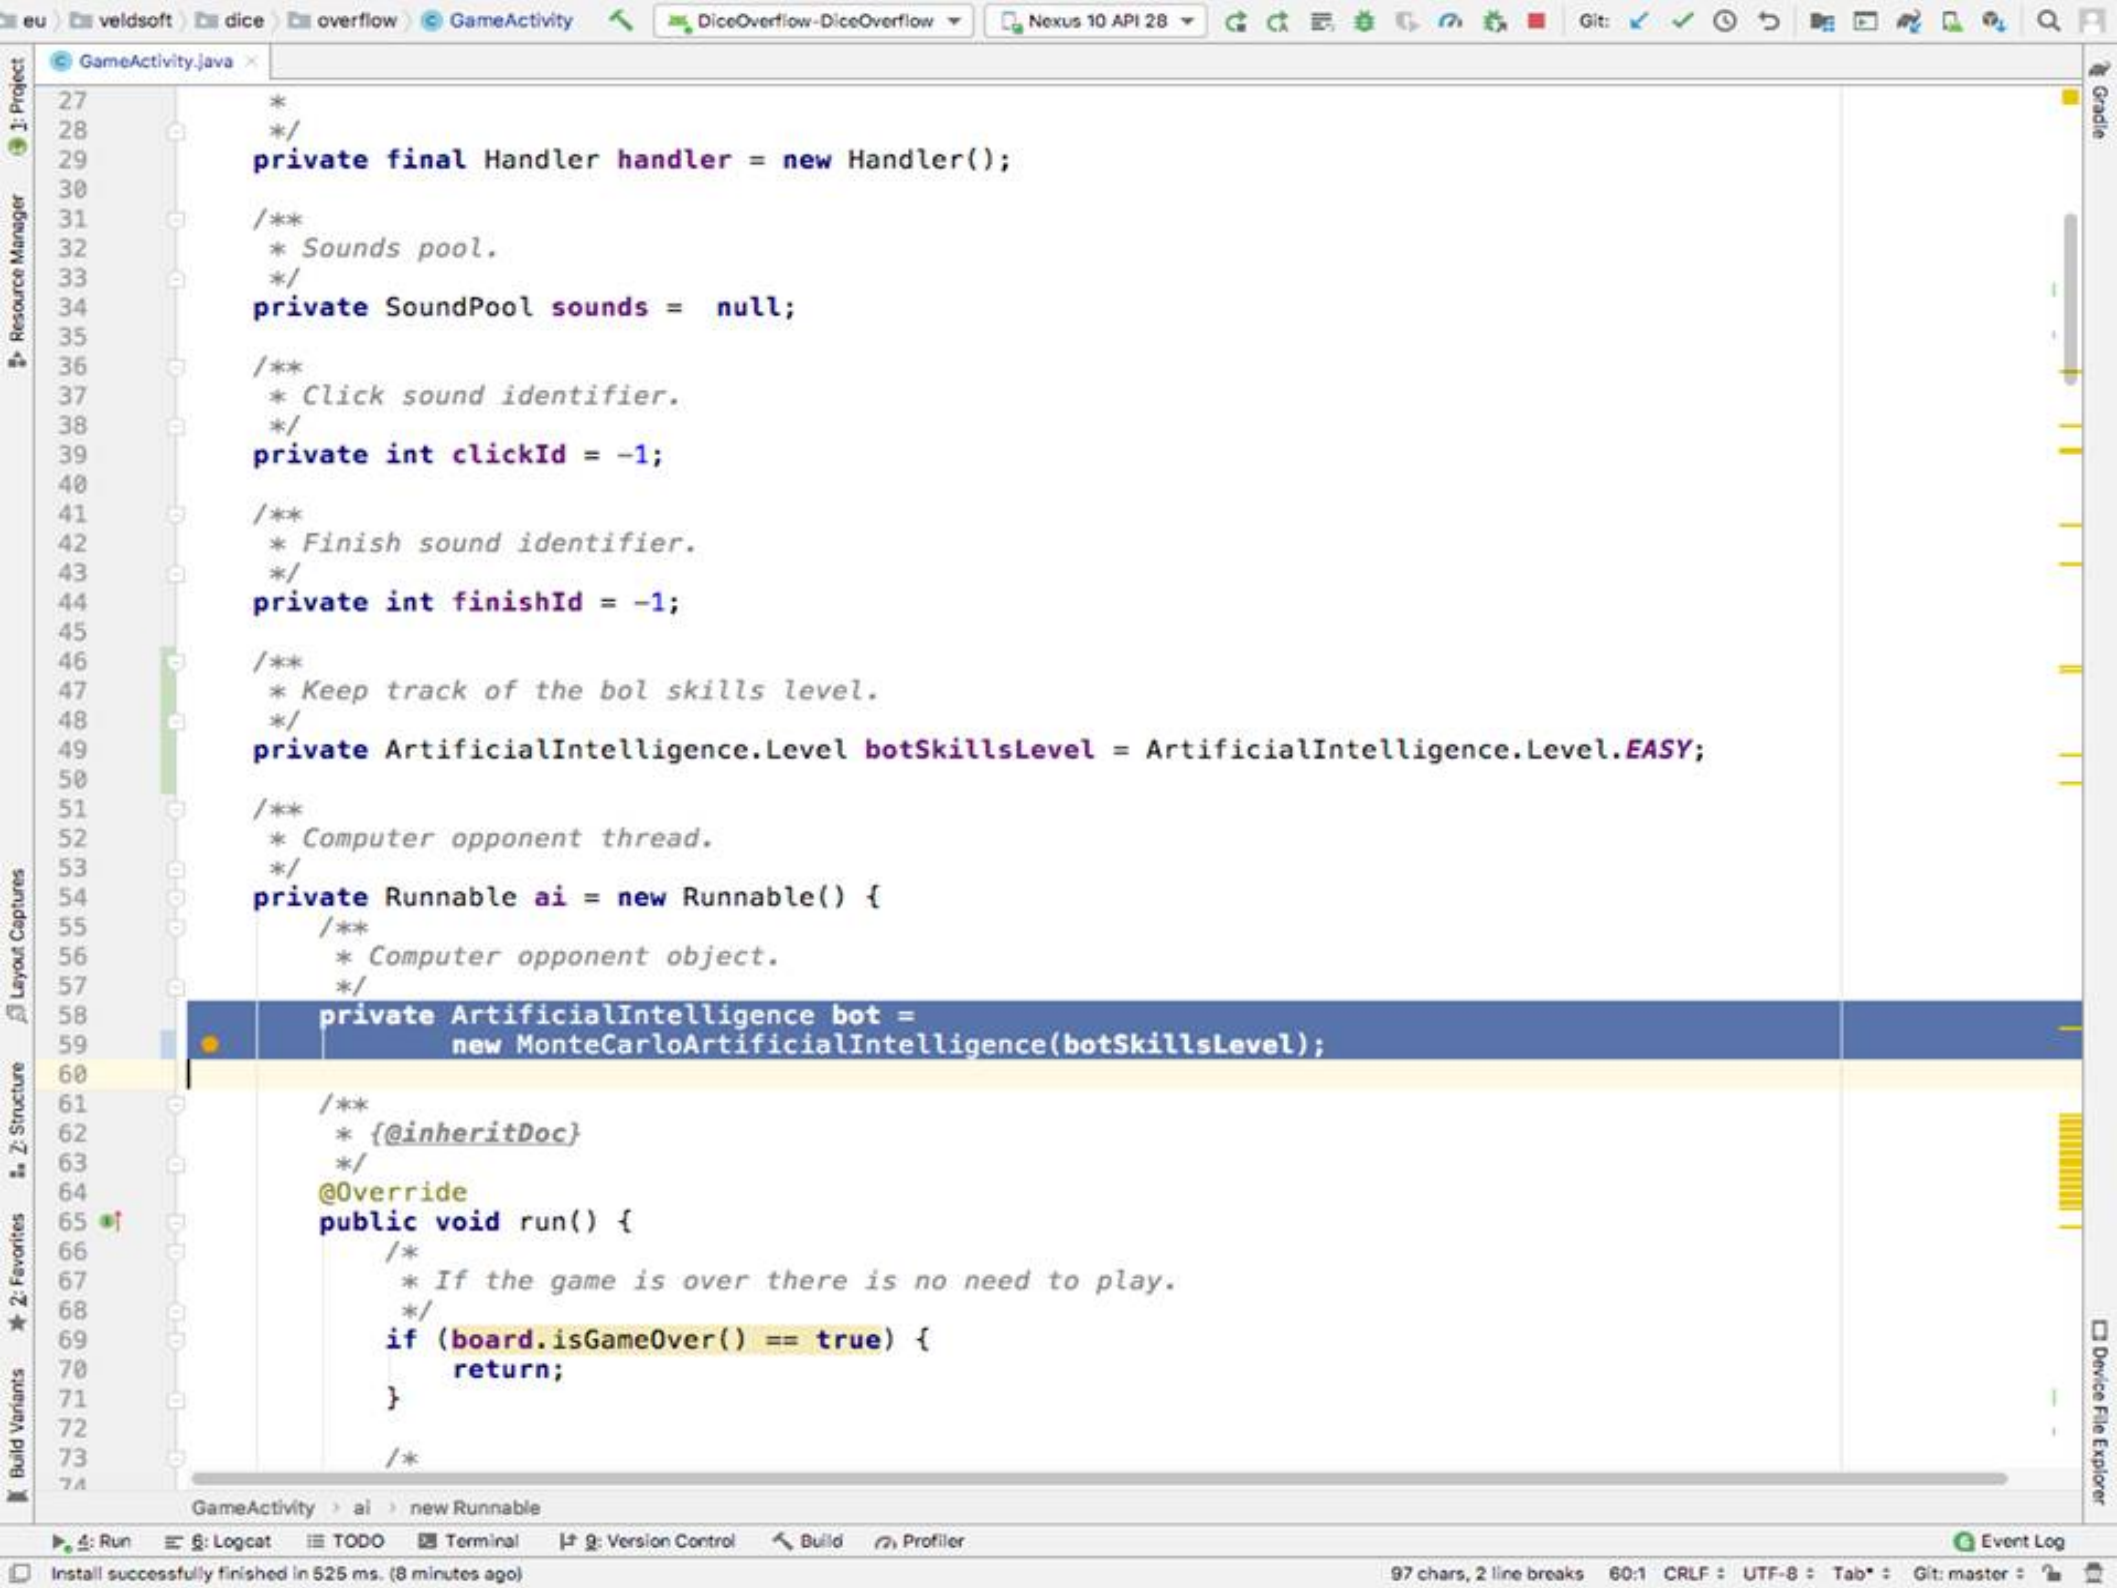 eu veldsoft dice overflow GameActivity DiceOverflow-DiceOverflow Nexus 10 API 28 Git:
GameActivity.java
1: Project
Resource Manager
Layout Captures
Z: Structure
2: Favorites
Build Variants
27 *
28 */
29 private final Handler handler = new Handler();
30
31 /**
32 * Sounds pool.
33 */
34 private SoundPool sounds =  null;
35
36 /**
37 * Click sound identifier.
38 */
39 private int clickId = -1;
40
41 /**
42 * Finish sound identifier.
43 */
44 private int finishId = -1;
45
46 /**
47 * Keep track of the bol skills level.
48 */
49 private ArtificialIntelligence.Level botSkillsLevel = ArtificialIntelligence.Level.EASY;
50
51 /**
52 * Computer opponent thread.
53 */
54 private Runnable ai = new Runnable() {
55 /**
56 * Computer opponent object.
57 */
58 private ArtificialIntelligence bot =
59 new MonteCarloArtificialIntelligence(botSkillsLevel);
60
61 /**
62 * {@inheritDoc}
63 */
64 @Override
65 public void run() {
66 /*
67 * If the game is over there is no need to play.
68 */
69 if (board.isGameOver() == true) {
70 return;
71 }
72
73 /*
74
Gradle
Device File Explorer
GameActivity > ai > new Runnable
4: Run 6: Logcat TODO Terminal 9: Version Control Build Profiler Event Log
Install successfully finished in 525 ms. (8 minutes ago) 97 chars, 2 line breaks 60:1 CRLF UTF-8 Tab* Git: master